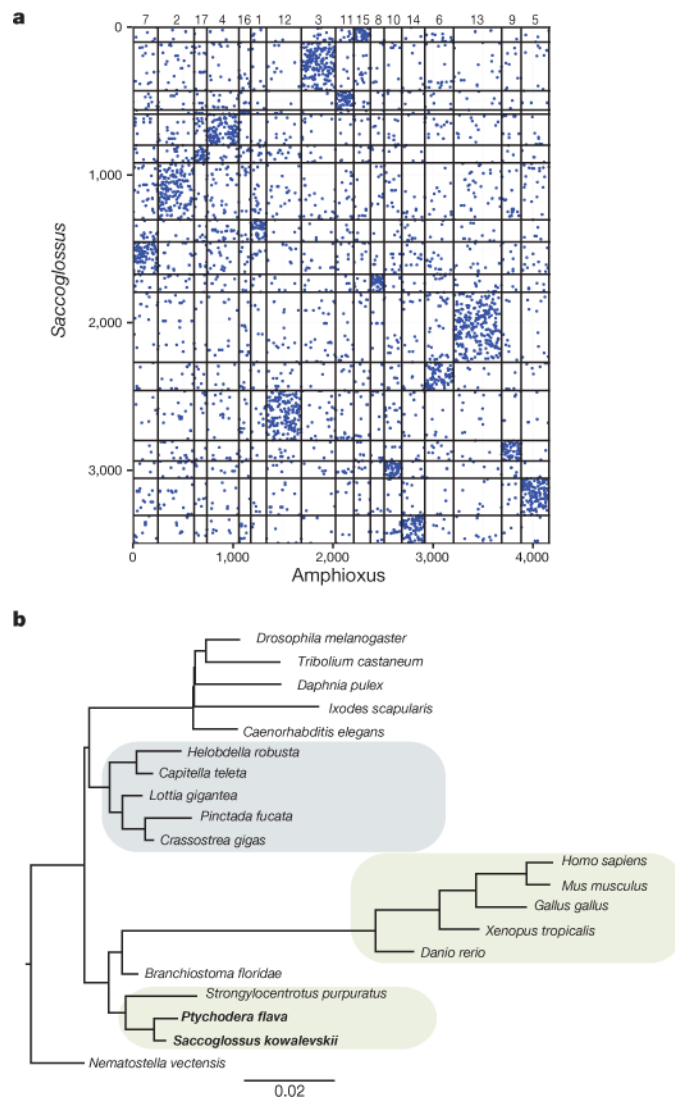 a
7 2 17 4 16 1 12 3 11 15 8 10 14 6 13 9 5
0
1,000
2,000
3,000
Saccoglossus
0 1,000 2,000 3,000 4,000
Amphioxus
b
Drosophila melanogaster
Tribolium castaneum
Daphnia pulex
Ixodes scapularis
Caenorhabditis elegans
Helobdella robusta
Capitella teleta
Lottia gigantea
Pinctada fucata
Crassostrea gigas
Homo sapiens
Mus musculus
Gallus gallus
Xenopus tropicalis
Danio rerio
Branchiostoma floridae
Strongylocentrotus purpuratus
Ptychodera flava
Saccoglossus kowalevskii
Nematostella vectensis
0.02